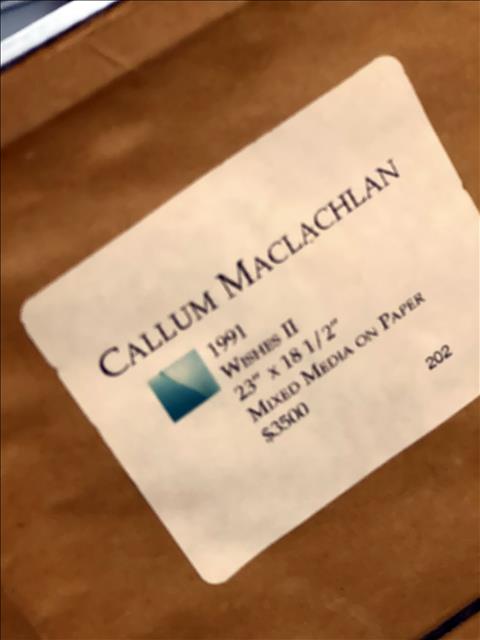 CALLUM MACLACHLAN
1991
WISHES II
23" x 18 1/2"
MIXED MEDIA ON PAPER
$3500
202